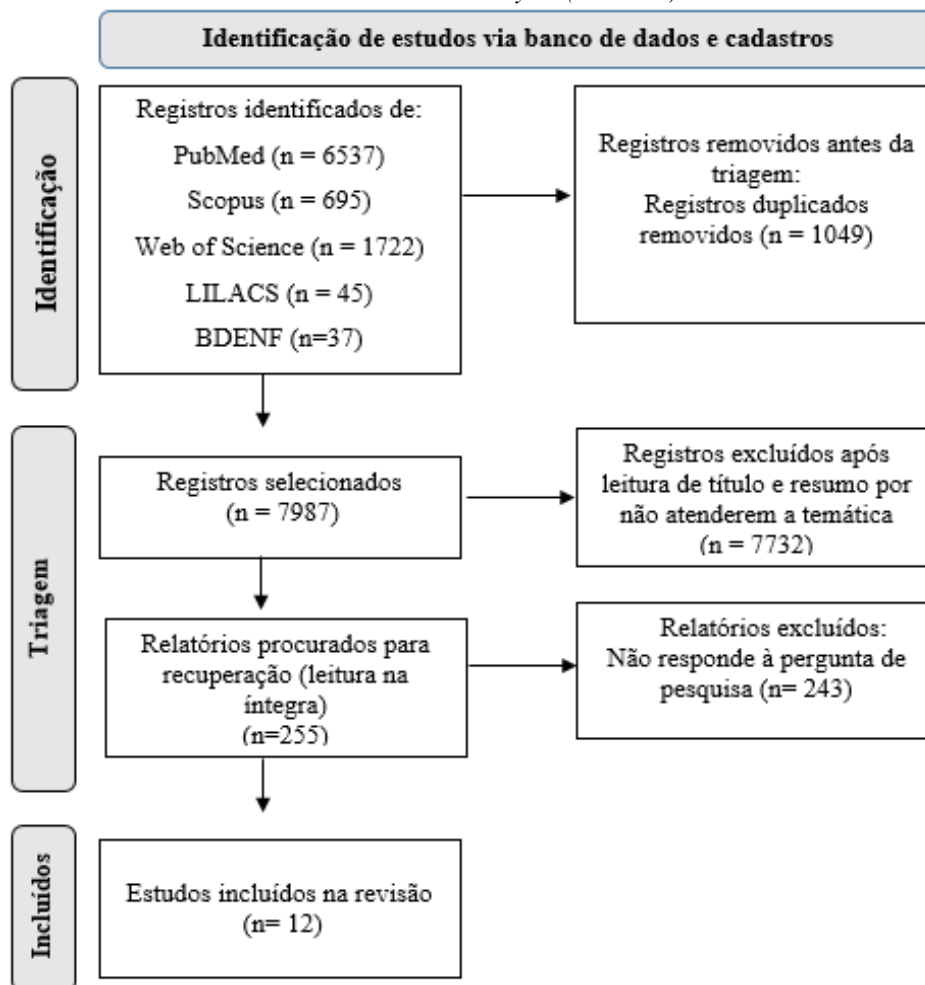 Identificação de estudos via banco de dados e cadastros
Identificação
Registros identificados de:
PubMed (n = 6537)
Scopus (n = 695)
Web of Science (n = 1722)
LILACS (n = 45)
BDENF (n=37)
Registros removidos antes da
triagem:
Registros duplicados
removidos (n = 1049)
Triagem
Registros selecionados
(n = 7987)
Registros excluídos após
leitura de título e resumo por
não atenderem a temática
(n = 7732)
Relatórios procurados para
recuperação (leitura na
íntegra)
(n=255)
Relatórios excluídos:
Não responde à pergunta de
pesquisa (n= 243)
Incluídos
Estudos incluídos na revisão
(n= 12)